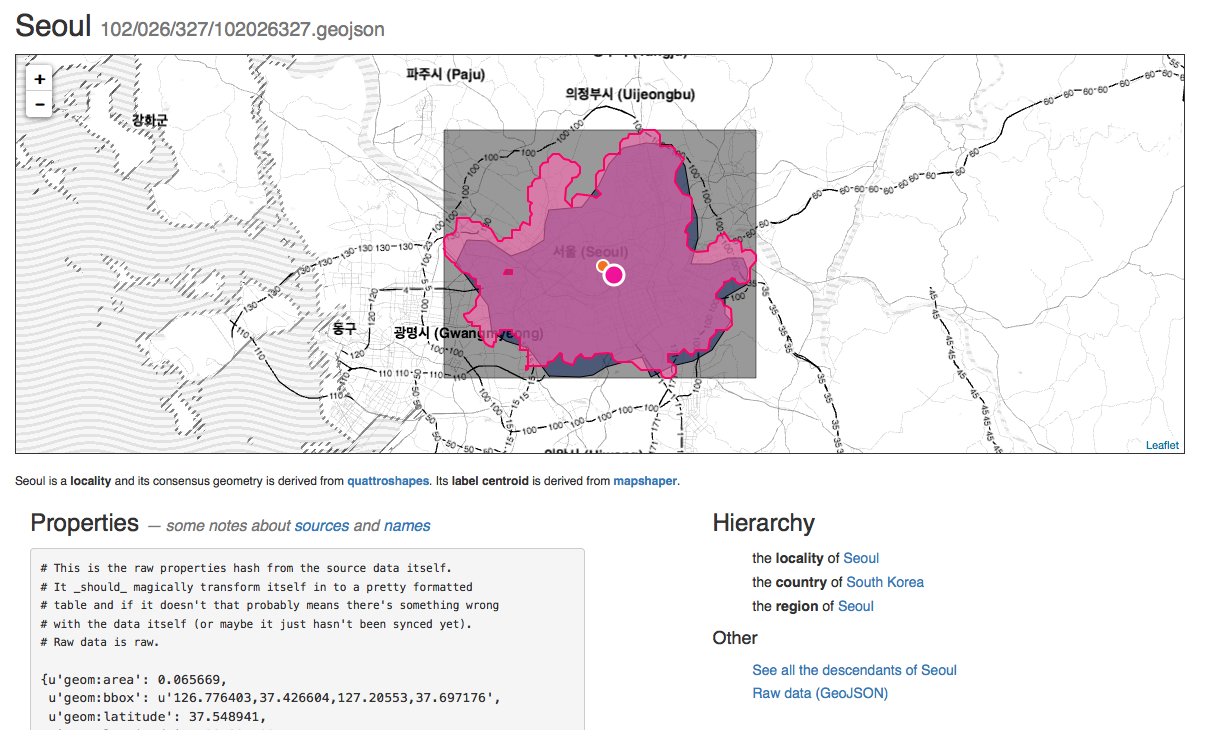 Seoul 102/026/327/102026327.geojson
+
−
파주시 (Paju)
의정부시 (Uijeongbu)
강화군
서울 (Seoul)
동구
광명시 (Gwangmyeong)
Leaflet
Seoul is a locality and its consensus geometry is derived from quattroshapes. Its label centroid is derived from mapshaper.
Properties — some notes about sources and names
# This is the raw properties hash from the source data itself.
# It _should_ magically transform itself in to a pretty formatted
# table and if it doesn't that probably means there's something wrong
# with the data itself (or maybe it just hasn't been synced yet).
# Raw data is raw.
{u'geom:area': 0.065669,
u'geom:bbox': u'126.776403,37.426604,127.20553,37.697176',
u'geom:latitude': 37.548941,
Hierarchy
the locality of Seoul
the country of South Korea
the region of Seoul
Other
See all the descendants of Seoul
Raw data (GeoJSON)